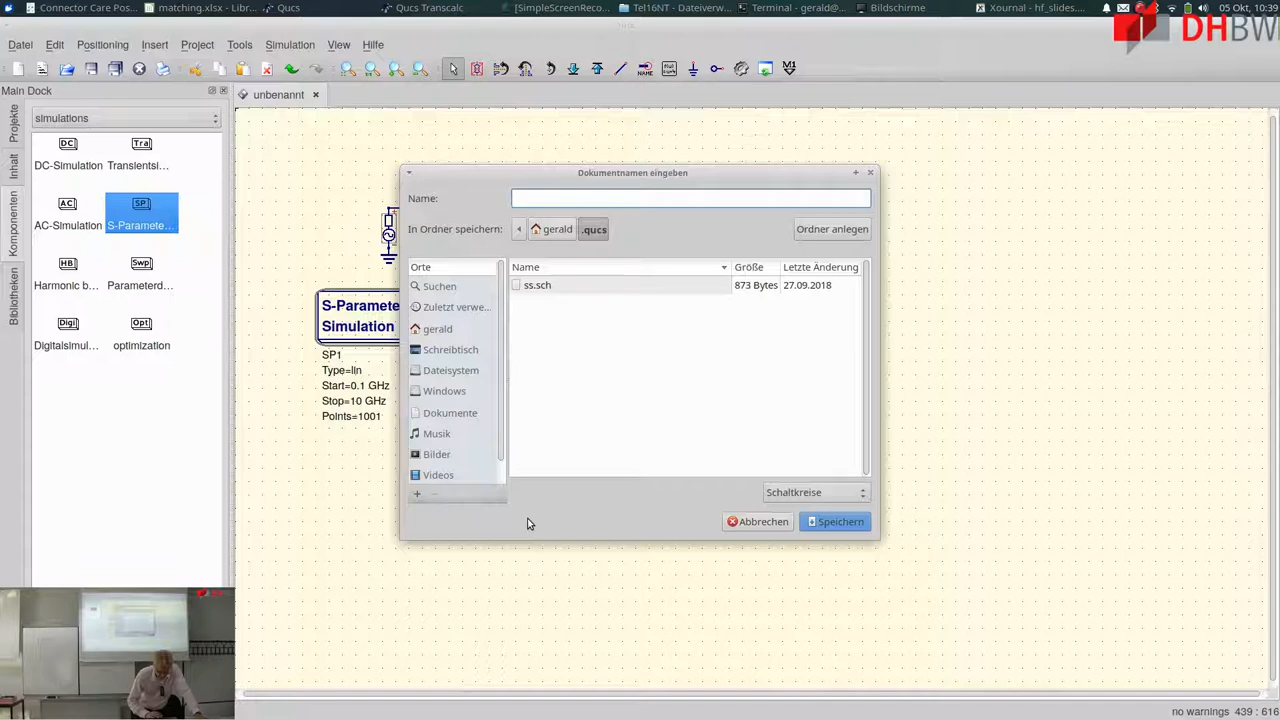 Connector Care Pos...
matching.xlsx - Libr...
Qucs
Qucs Transcalc
[SimpleScreenReco...
Tel16NT - Dateiverw...
Terminal - gerald@...
Bildschirme
Xournal - hf_slides...
05 Okt, 10:39
DHBW
Datei Edit Positioning Insert Project Tools Simulation View Hilfe
Main Dock
unbenannt
simulations
Projekte
Inhalt
Komponenten
Bibliotheken
DC-Simulation
Transientsi...
AC-Simulation
S-Paramete...
HB
Harmonic b...
Swp
Parameterd...
Digi
Digitalsimul...
Opt
optimization
DC
Tra
AC
SP
NAME
M1
S-Paramete
Simulation
SP1
Type=lin
Start=0.1 GHz
Stop=10 GHz
Points=1001
Dokumentnamen eingeben
Name:
In Ordner speichern:
gerald
.qucs
Ordner anlegen
Orte
Suchen
Zuletzt verwe...
gerald
Schreibtisch
Dateisystem
Windows
Dokumente
Musik
Bilder
Videos
Name
Größe
Letzte Änderung
ss.sch
873 Bytes
27.09.2018
Schaltkreise
Abbrechen
Speichern
no warnings 439 : 616